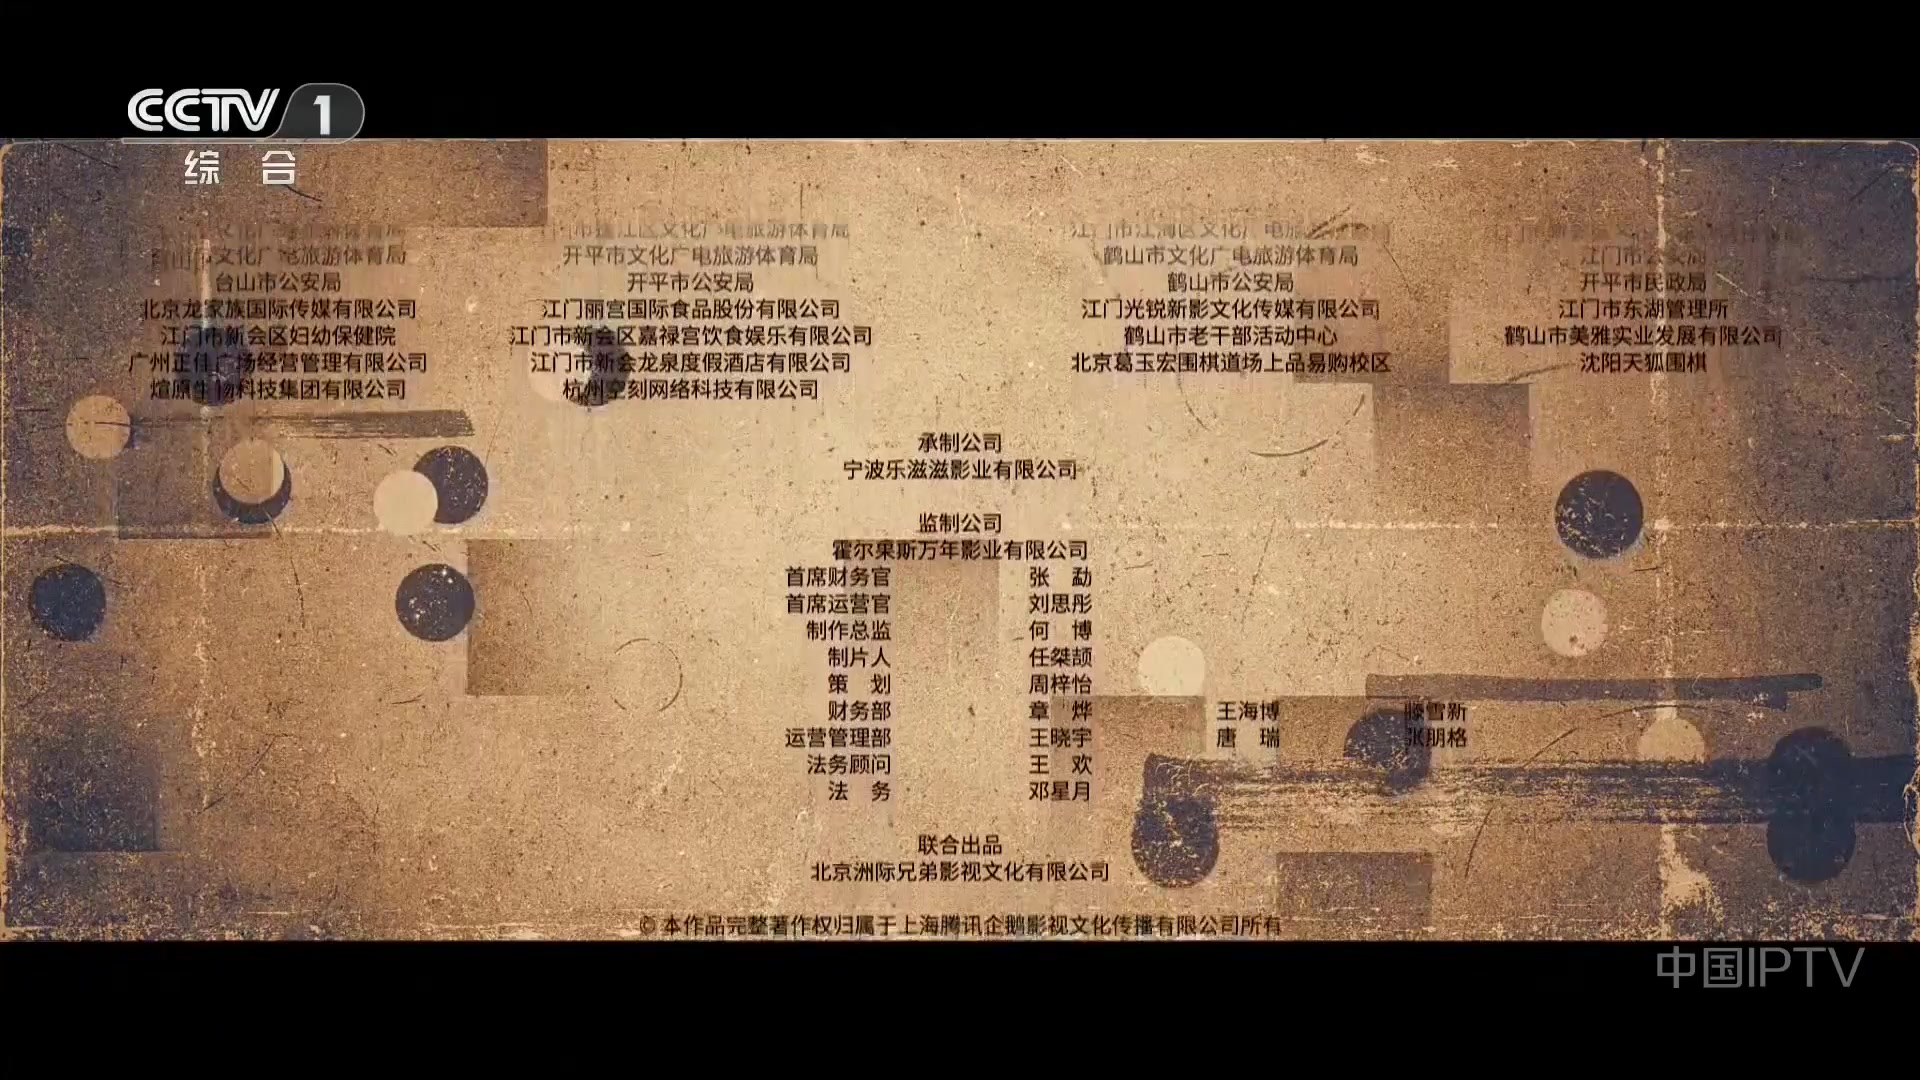 CCTV 1
综 合
开平市文化广电旅游体育局
鹤山市文化广电旅游体育局
江门市公安局
台山市公安局
开平市公安局
鹤山市公安局
开平市民政局
北京龙家族国际传媒有限公司
江门丽宫国际食品股份有限公司
江门光锐新影文化传媒有限公司
江门市东湖管理所
江门市新会区妇幼保健院
江门市新会区嘉禄宫饮食娱乐有限公司
鹤山市老干部活动中心
鹤山市美雅实业发展有限公司
广州正佳广场经营管理有限公司
江门市新会龙泉度假酒店有限公司
北京葛玉宏围棋道场上品易购校区
沈阳天狐围棋
煊原生物科技集团有限公司
杭州空刻网络科技有限公司
承制公司
宁波乐滋滋影业有限公司
监制公司
霍尔果斯万年影业有限公司
首席财务官 张 勐
首席运营官 刘思彤
制作总监 何 博
制片人 任桀颉
策 划 周梓怡
财务部 章 烨 王海博 滕雪新
运营管理部 王晓宇 唐 瑞 张朋格
法务顾问 王 欢
法 务 邓星月
联合出品
北京洲际兄弟影视文化有限公司
© 本作品完整著作权归属于上海腾讯企鹅影视文化传播有限公司所有
中国IPTV